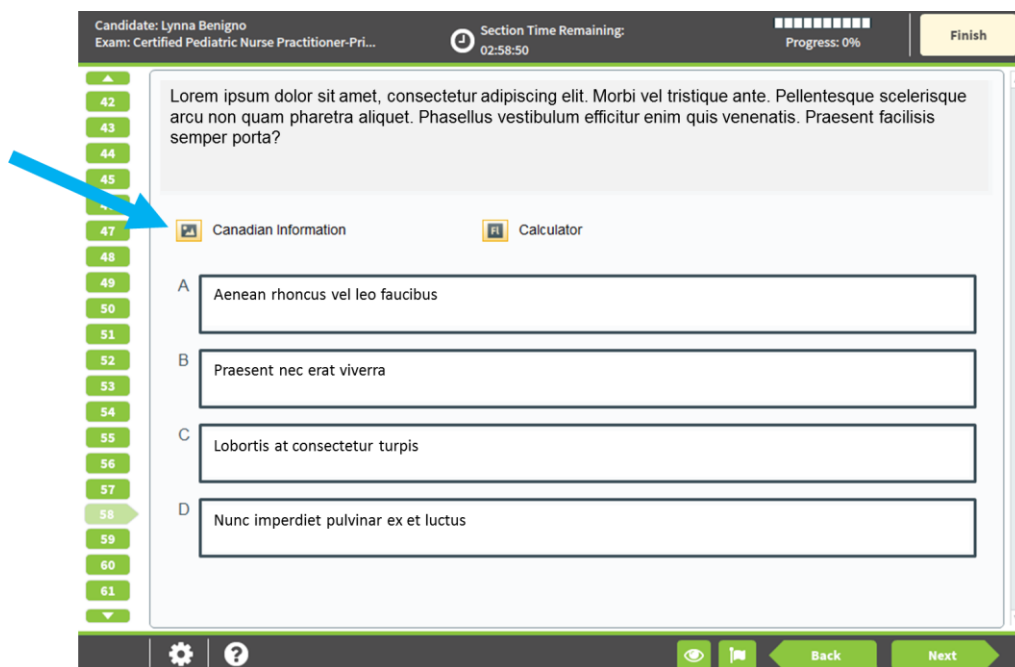 Candidate: Lynna Benigno
Exam: Certified Pediatric Nurse Practitioner-Pri...
Section Time Remaining:
02:58:50
Progress: 0%
Finish
42
43
44
45
47
48
49
50
51
52
53
54
55
56
57
58
59
60
61
Lorem ipsum dolor sit amet, consectetur adipiscing elit. Morbi vel tristique ante. Pellentesque scelerisque
arcu non quam pharetra aliquet. Phasellus vestibulum efficitur enim quis venenatis. Praesent facilisis
semper porta?
Canadian Information
Calculator
A
Aenean rhoncus vel leo faucibus
B
Praesent nec erat viverra
C
Lobortis at consectetur turpis
D
Nunc imperdiet pulvinar ex et luctus
?
Back
Next